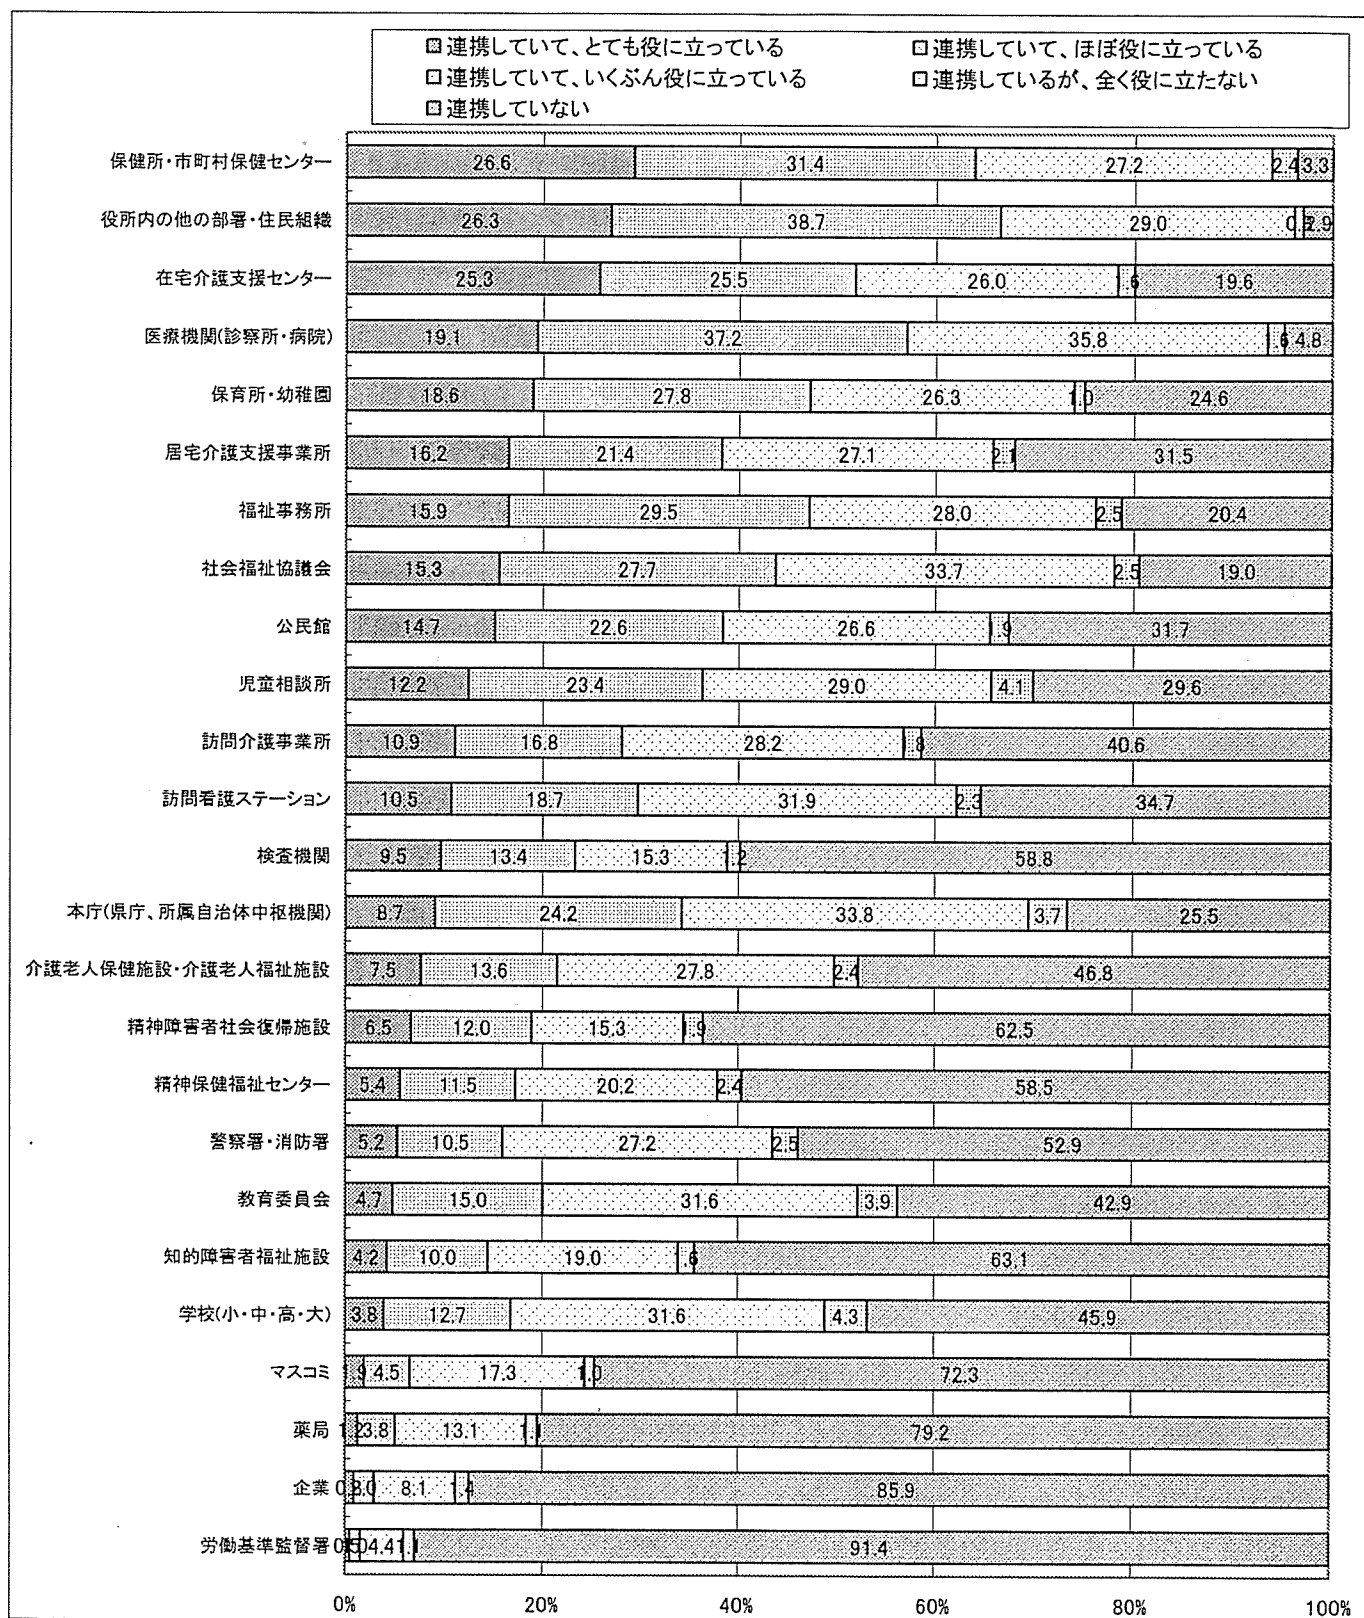 連携していて、とても役に立っている 連携していて、ほぼ役に立っている
連携していて、いくぶん役に立っている 連携しているが、全く役に立たない
連携していない
保健所・市町村保健センター 26.6 31.4 27.2 2.4 3.3
役所内の他の部署・住民組織 26.3 38.7 29.0 2.9
在宅介護支援センター 25.3 25.5 26.0 1.6 19.6
医療機関(診察所・病院) 19.1 37.2 35.8 4.8
保育所・幼稚園 18.6 27.8 26.3 1.0 24.6
居宅介護支援事業所 16.2 21.4 27.1 2.1 31.5
福祉事務所 15.9 29.5 28.0 2.5 20.4
社会福祉協議会 15.3 27.7 33.7 2.5 19.0
公民館 14.7 22.6 26.6 1.9 31.7
児童相談所 12.2 23.4 29.0 4.1 29.6
訪問介護事業所 10.9 16.8 28.2 1.8 40.6
訪問看護ステーション 10.5 18.7 31.9 2.3 34.7
検査機関 9.5 13.4 15.3 1.2 58.8
本庁(県庁、所属自治体中枢機関) 8.7 24.2 33.8 3.7 25.5
介護老人保健施設・介護老人福祉施設 7.5 13.6 27.8 2.4 46.8
精神障害者社会復帰施設 6.5 12.0 15.3 1.9 62.5
精神保健福祉センター 5.4 11.5 20.2 2.4 58.5
警察署・消防署 5.2 10.5 27.2 2.5 52.9
教育委員会 4.7 15.0 31.6 3.9 42.9
知的障害者福祉施設 4.2 10.0 19.0 63.1
学校(小・中・高・大) 3.8 12.7 31.6 4.3 45.9
マスコミ 1.9 4.5 17.3 1.0 72.3
薬局 1.2 3.8 13.1 1.1 79.2
企業 8.1 1.4 85.9
労働基準監督署 4.4 1.1 91.4
0% 20% 40% 60% 80% 100%